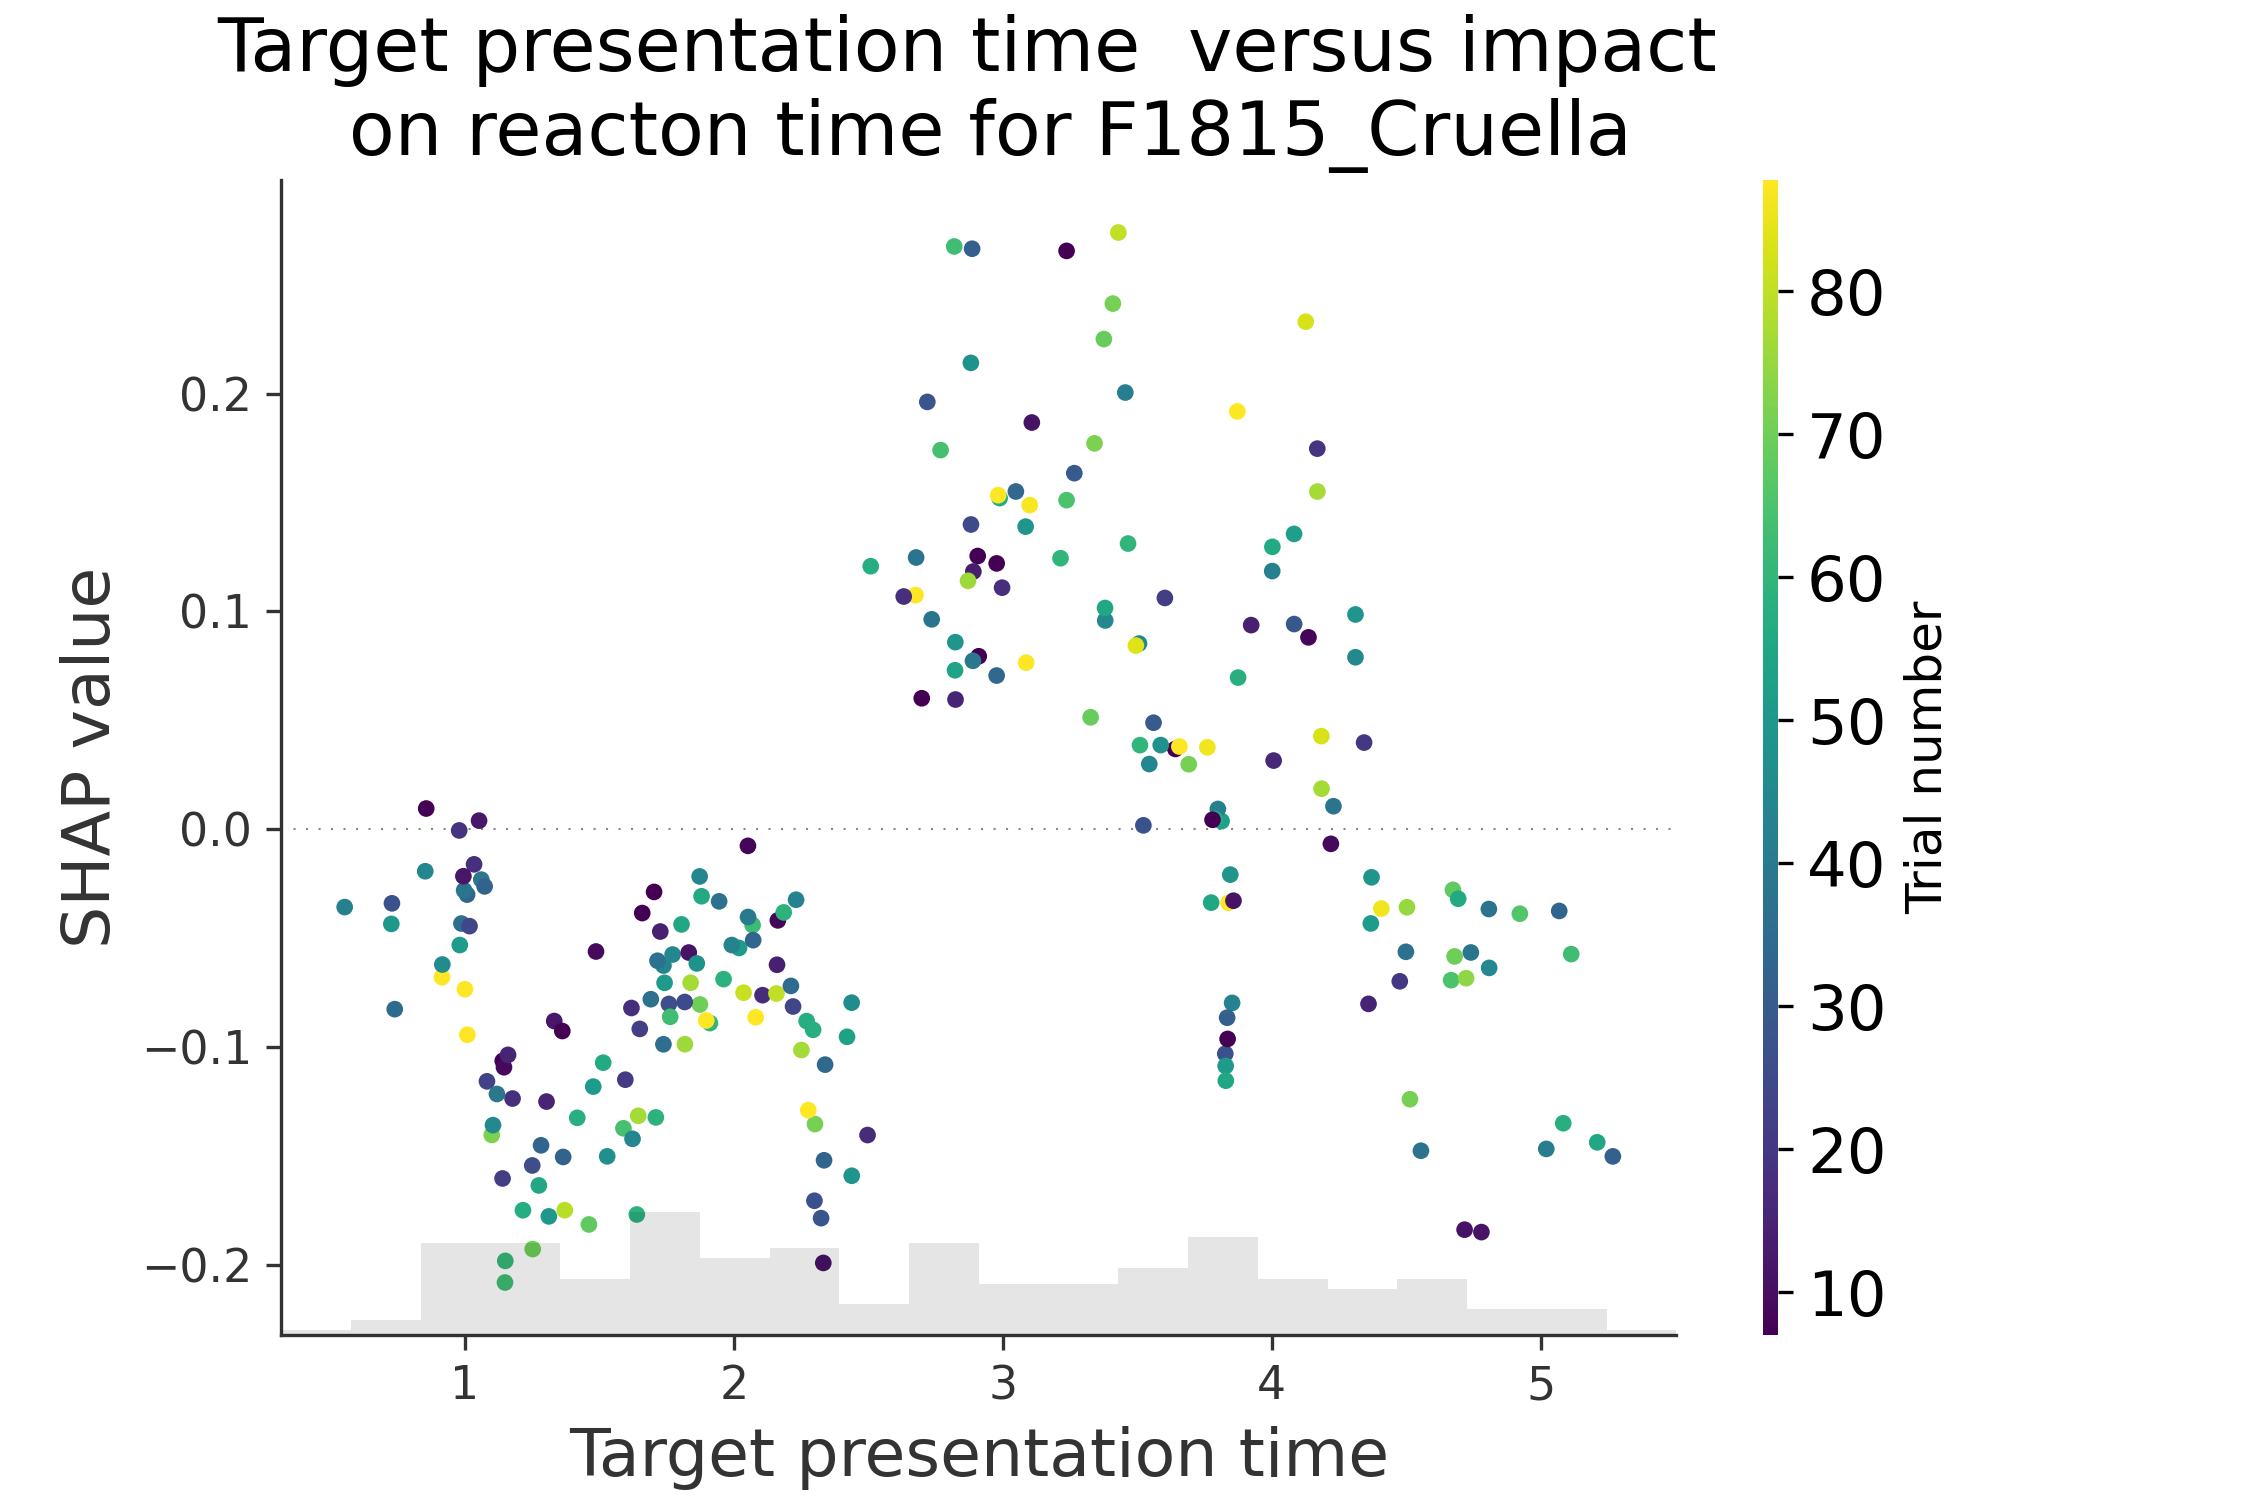 Target presentation time  versus impact
on reacton time for F1815_Cruella
SHAP value
0.2
0.1
0.0
−0.1
−0.2
1 2 3 4 5
Target presentation time
80
70
60
50
40
30
20
10
Trial number